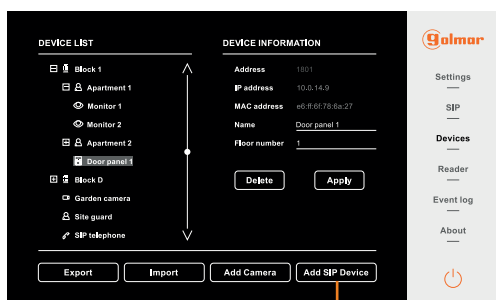 DEVICE LIST
Block 1
Apartment 1
Monitor 1
Monitor 2
Apartment 2
Door panel 1
Block D
Garden camera
Site guard
SIP telephone
DEVICE INFORMATION
Address 1801
IP address 10.0.14.9
MAC address e6:ff:6f:78:6a:27
Name Door panel 1
Floor number 1
Delete Apply
Export Import Add Camera Add SIP Device
golmar
Settings
SIP
Devices
Reader
Event log
About